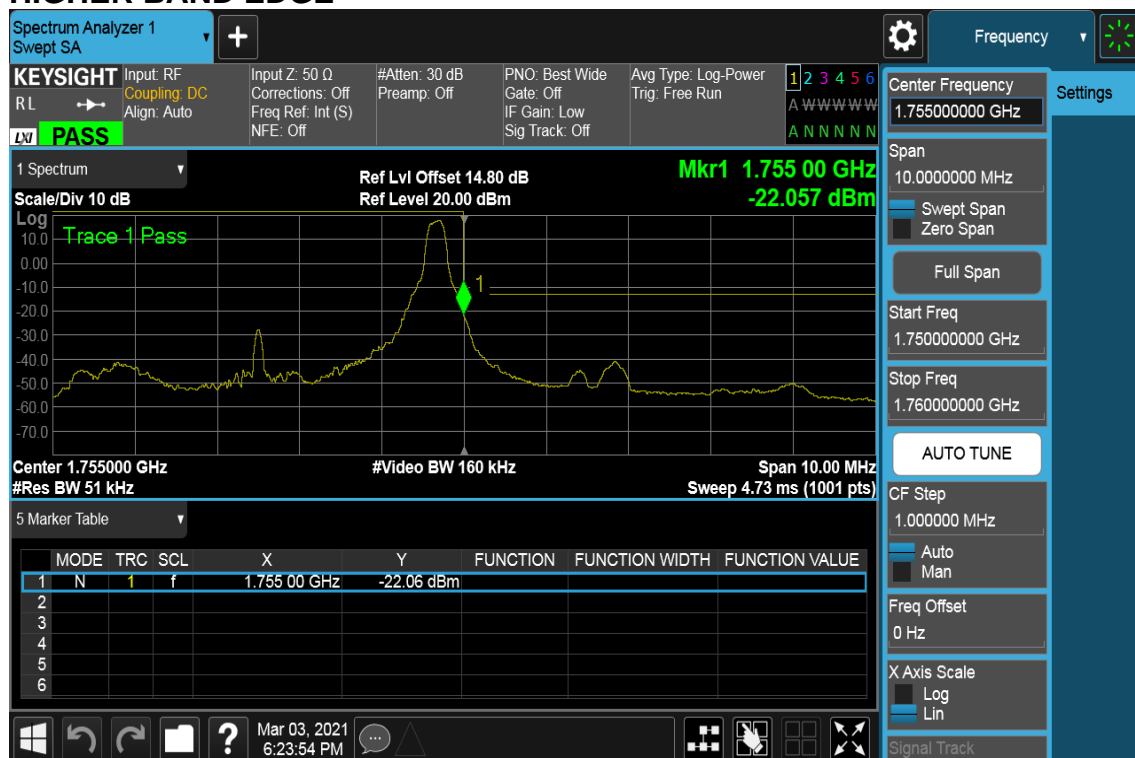 HIGHER BAND EDGE
Spectrum Analyzer 1
Swept SA
+
Frequency
KEYSIGHT
RL
LXI
PASS
Input: RF
Coupling: DC
Align: Auto
Input Z: 50 Ω
Corrections: Off
Freq Ref: Int (S)
NFE: Off
#Atten: 30 dB
Preamp: Off
PNO: Best Wide
Gate: Off
IF Gain: Low
Sig Track: Off
Avg Type: Log-Power
Trig: Free Run
1 2 3 4 5 6
A W W W W W
A N N N N N
1 Spectrum
Scale/Div 10 dB
Ref Lvl Offset 14.80 dB
Ref Level 20.00 dBm
Mkr1 1.755 00 GHz
-22.057 dBm
Log
Trace 1 Pass
10.0
0.00
-10.0
-20.0
-30.0
-40.0
-50.0
-60.0
-70.0
1
Center 1.755000 GHz
#Res BW 51 kHz
#Video BW 160 kHz
Span 10.00 MHz
Sweep 4.73 ms (1001 pts)
5 Marker Table
MODE TRC SCL X Y FUNCTION FUNCTION WIDTH FUNCTION VALUE
1 N 1 f 1.755 00 GHz -22.06 dBm
2
3
4
5
6
?
Mar 03, 2021
6:23:54 PM
Center Frequency
1.755000000 GHz
Settings
Span
10.0000000 MHz
Swept Span
Zero Span
Full Span
Start Freq
1.750000000 GHz
Stop Freq
1.760000000 GHz
AUTO TUNE
CF Step
1.000000 MHz
Auto
Man
Freq Offset
0 Hz
X Axis Scale
Log
Lin
Signal Track